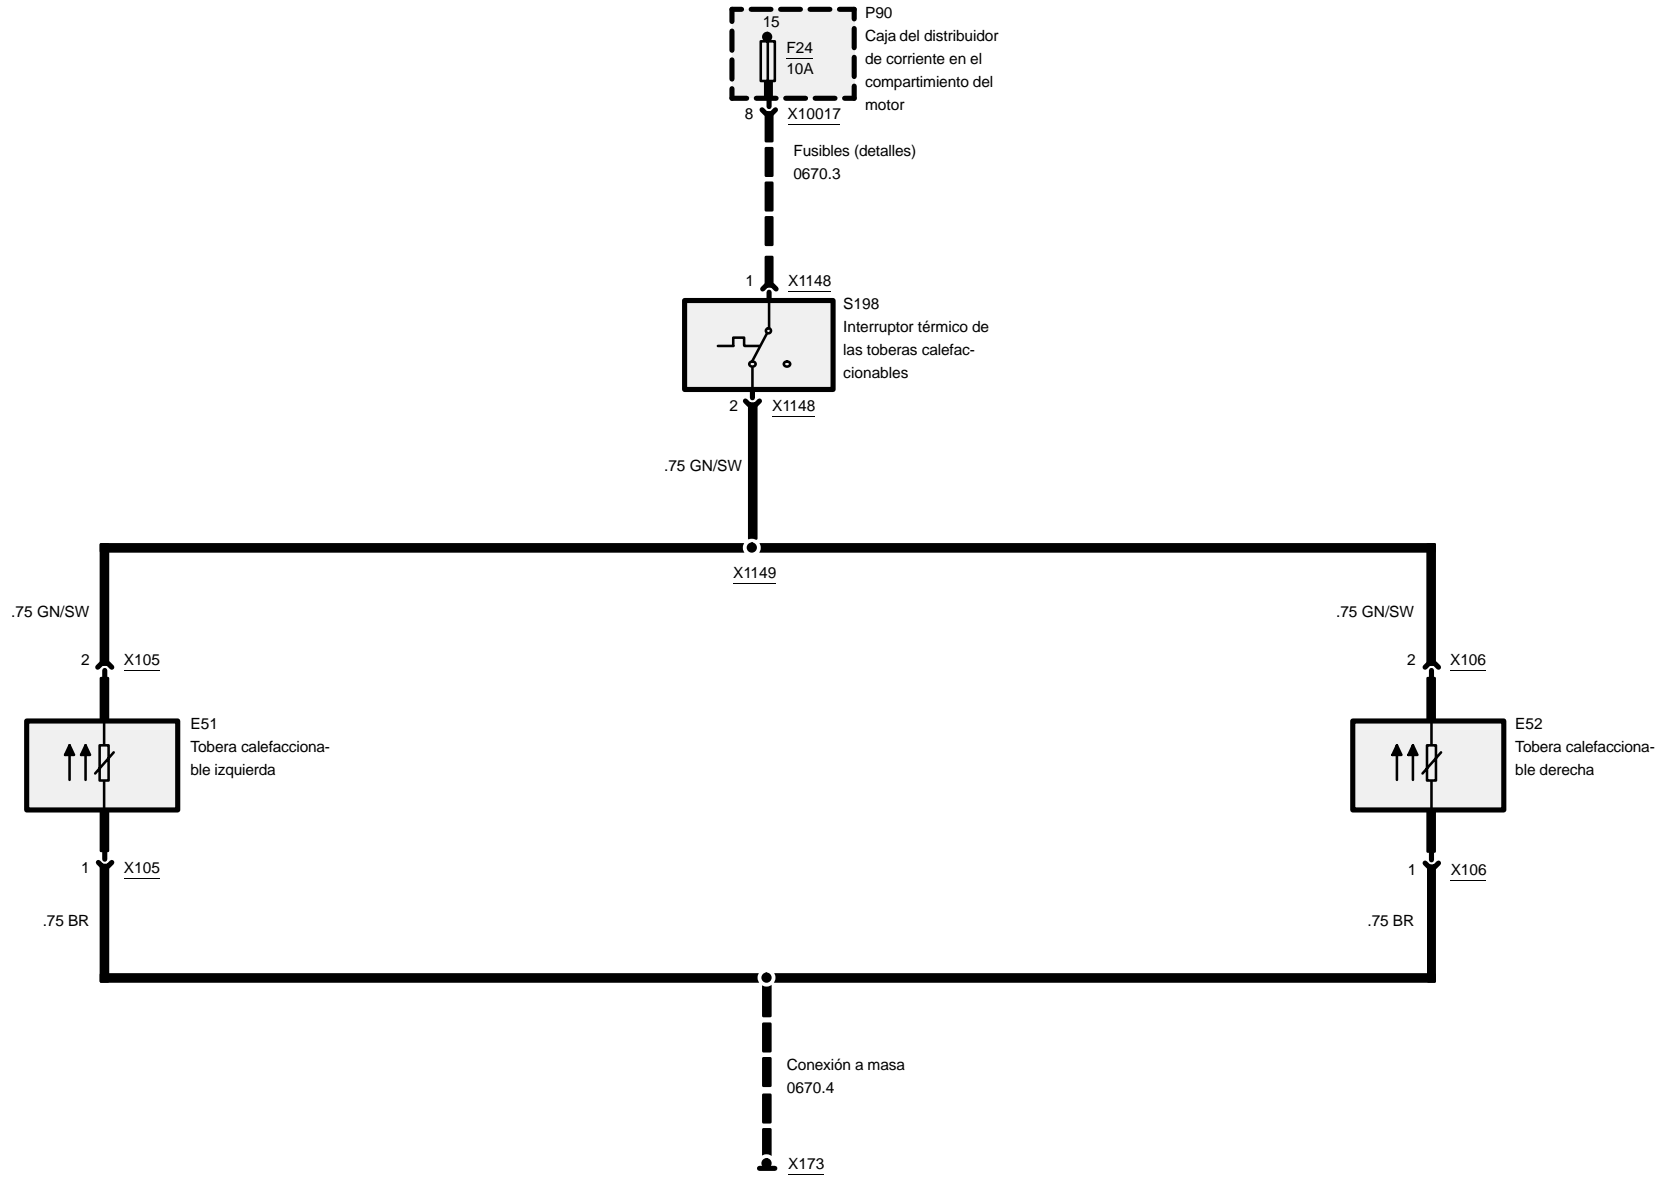 P90
15
Caja del distribuidor
F24
de corriente en el
10A
compartimiento del
motor
8 X10017
Fusibles (detalles)
0670.3
1 X1148
S198
Interruptor térmico de
las toberas calefac-
cionables
2 X1148
.75 GN/SW
X1149
.75 GN/SW
.75 GN/SW
2 X105
2 X106
E51
Tobera calefacciona-
ble izquierda
E52
Tobera calefacciona-
ble derecha
1 X105
1 X106
.75 BR
.75 BR
Conexión a masa
0670.4
X173